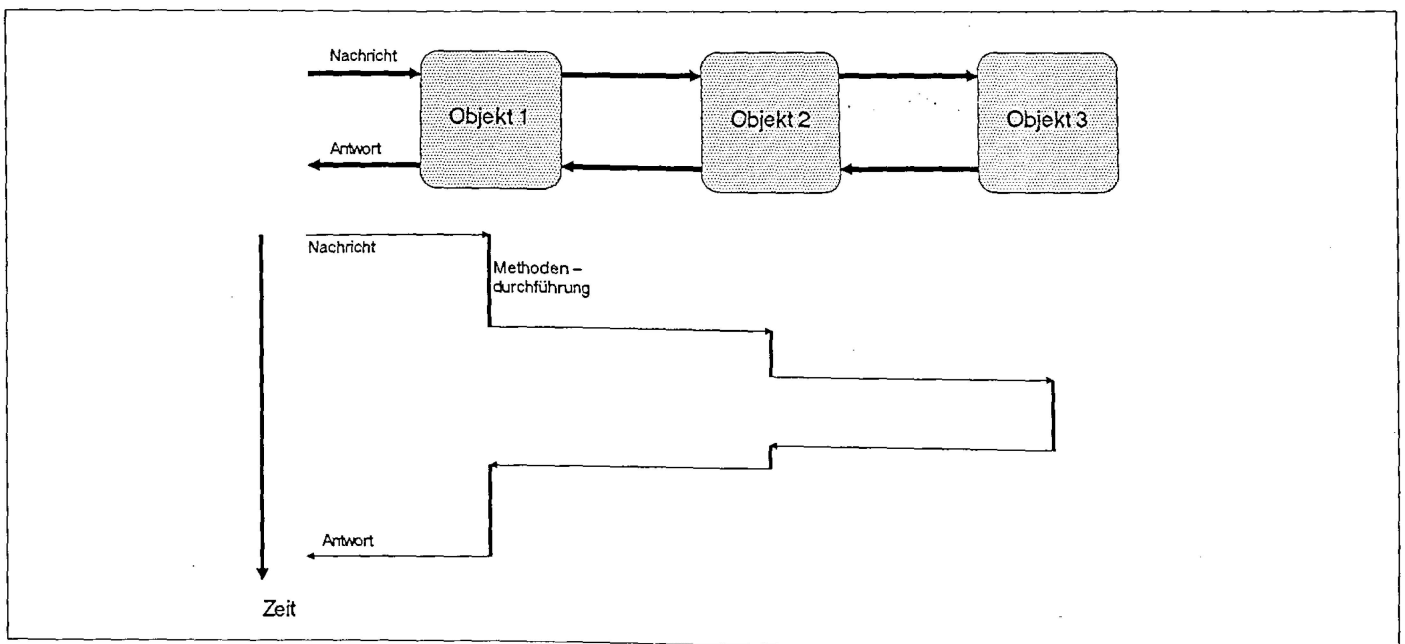 Nachricht
Objekt 1
Objekt 2
Objekt 3
Antwort
Nachricht
Methoden –
durchführung
Antwort
Zeit